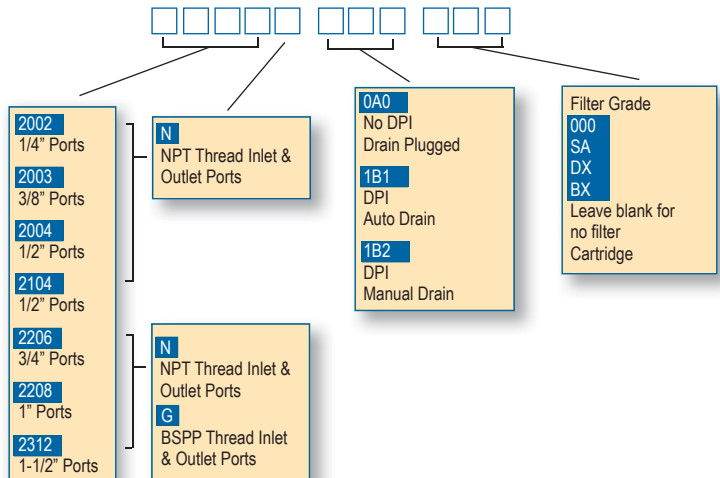 2002
1/4” Ports
2003
3/8” Ports
2004
1/2” Ports
2104
1/2” Ports
2206
3/4” Ports
2208
1” Ports
2312
1-1/2” Ports
N
NPT Thread Inlet &
Outlet Ports
N
NPT Thread Inlet &
Outlet Ports
G
BSPP Thread Inlet
& Outlet Ports
0A0
No DPI
Drain Plugged
1B1
DPI
Auto Drain
1B2
DPI
Manual Drain
Filter Grade
000
SA
DX
BX
Leave blank for
no filter
Cartridge